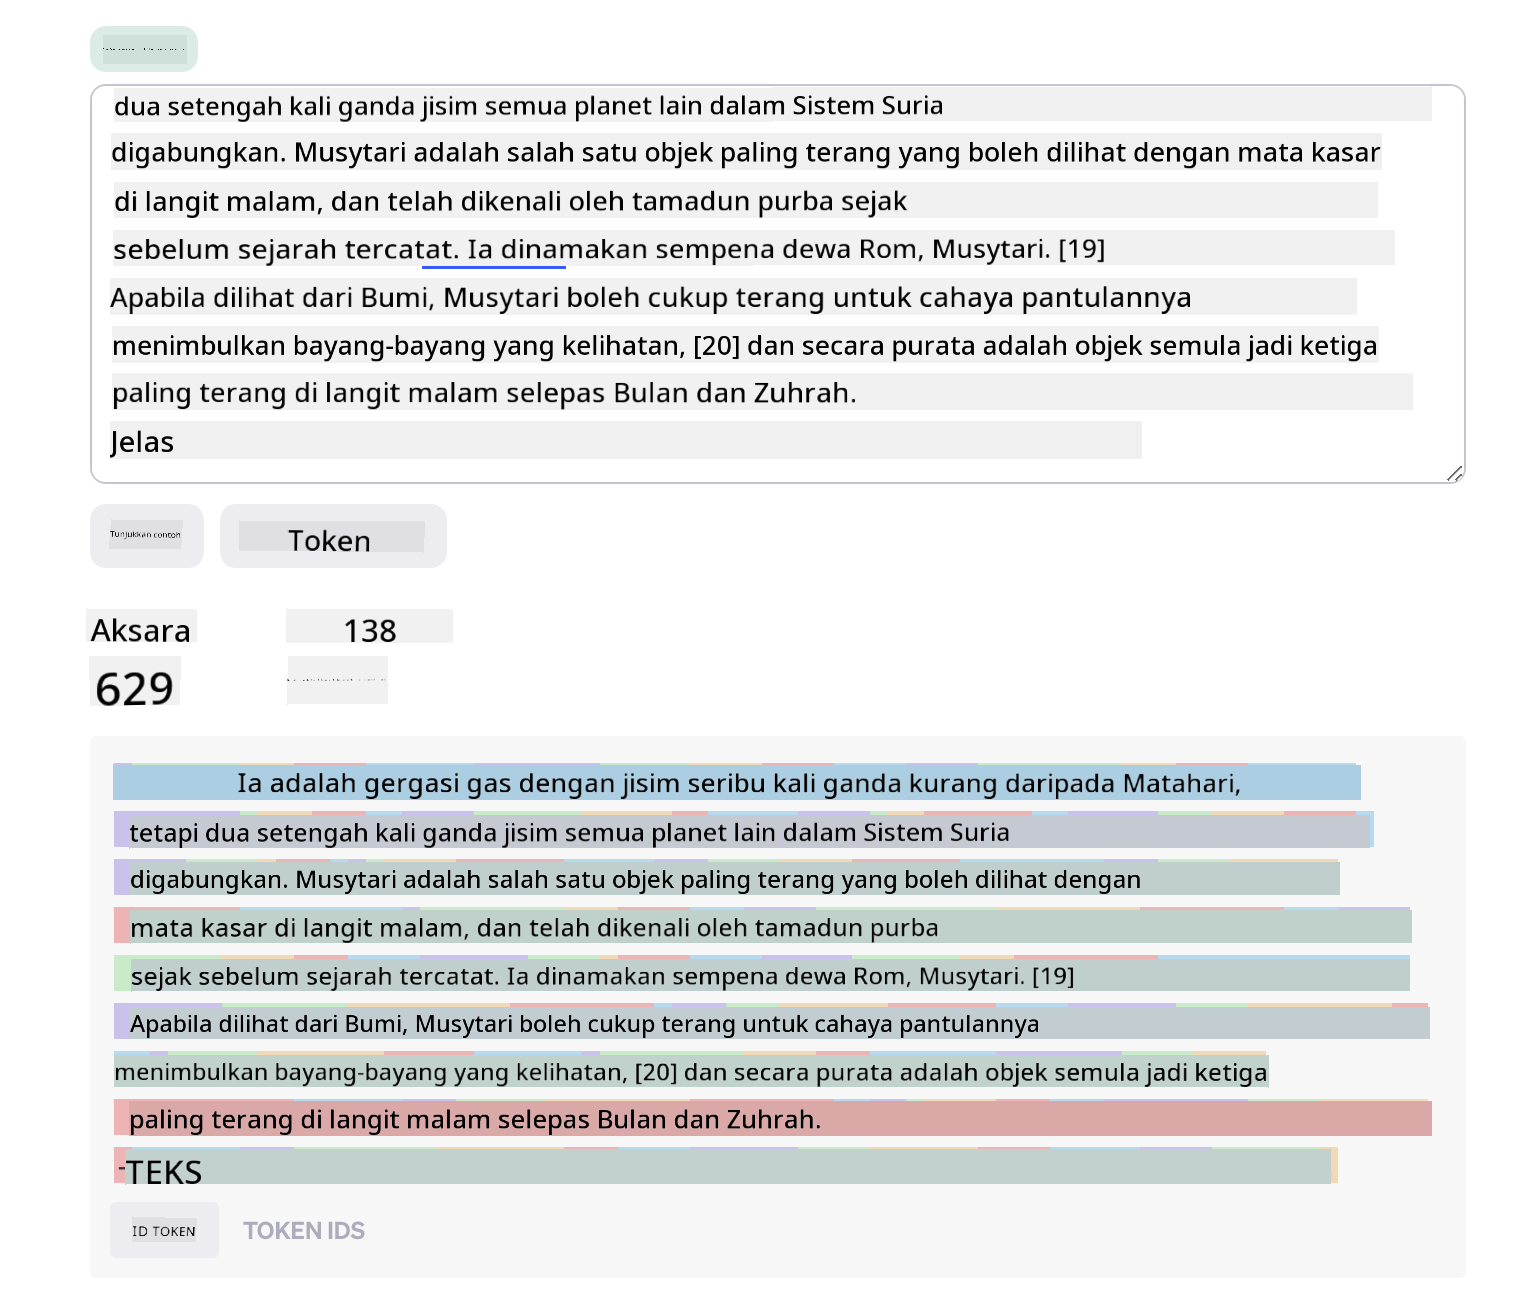 dua setengah kali ganda jisim semua planet lain dalam Sistem Suria
digabungkan. Musytari adalah salah satu objek paling terang yang boleh dilihat dengan mata kasar
di langit malam, dan telah dikenali oleh tamadun purba sejak
sebelum sejarah tercatat. Ia dinamakan sempena dewa Rom, Musytari. [19]
Apabila dilihat dari Bumi, Musytari boleh cukup terang untuk cahaya pantulannya
menimbulkan bayang-bayang yang kelihatan, [20] dan secara purata adalah objek semula jadi ketiga
paling terang di langit malam selepas Bulan dan Zuhrah.
Jelas
Tunjukkan contoh
Token
Aksara
138
629
Ia adalah gergasi gas dengan jisim seribu kali ganda kurang daripada Matahari,
tetapi dua setengah kali ganda jisim semua planet lain dalam Sistem Suria
digabungkan. Musytari adalah salah satu objek paling terang yang boleh dilihat dengan
mata kasar di langit malam, dan telah dikenali oleh tamadun purba
sejak sebelum sejarah tercatat. Ia dinamakan sempena dewa Rom, Musytari. [19]
Apabila dilihat dari Bumi, Musytari boleh cukup terang untuk cahaya pantulannya
menimbulkan bayang-bayang yang kelihatan, [20] dan secara purata adalah objek semula jadi ketiga
paling terang di langit malam selepas Bulan dan Zuhrah.
-TEKS
ID TOKEN
TOKEN IDS